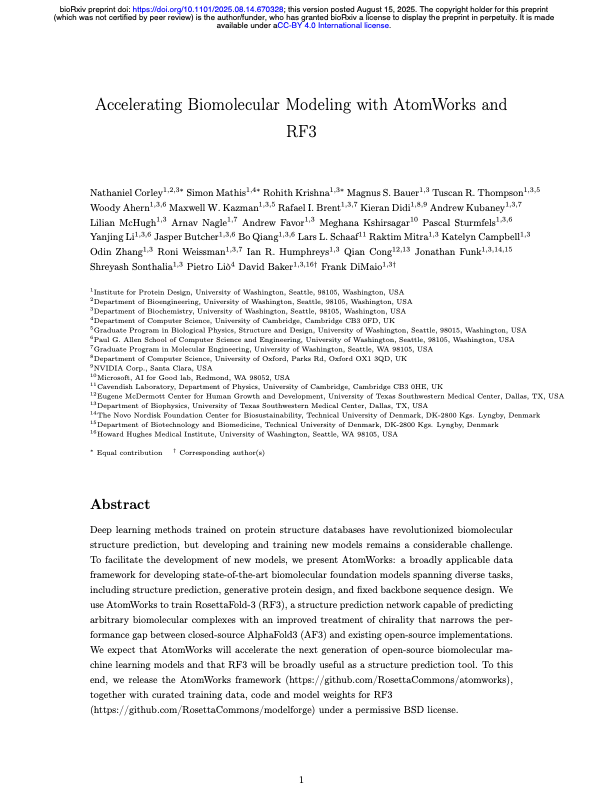 bioRxiv preprint doi: https://doi.org/10.1101/2025.08.14.670328; this version posted August 15, 2025. The copyright holder for this preprint
(which was not certified by peer review) is the author/funder, who has granted bioRxiv a license to display the preprint in perpetuity. It is made
available under aCC-BY 4.0 International license.
Accelerating Biomolecular Modeling with AtomWorks and
RF3
Nathaniel Corley1,2,3* Simon Mathis1,4* Rohith Krishna1,3* Magnus S. Bauer1,3 Tuscan R. Thompson1,3,5
Woody Ahern1,3,6 Maxwell W. Kazman1,3,5 Rafael I. Brent1,3,7 Kieran Didi1,8,9 Andrew Kubaney1,3,7
Lilian McHugh1,3 Arnav Nagle1,7 Andrew Favor1,3 Meghana Kshirsagar10 Pascal Sturmfels1,3,6
Yanjing Li1,3,6 Jasper Butcher1,3,6 Bo Qiang1,3,6 Lars L. Schaaf11 Raktim Mitra1,3 Katelyn Campbell1,3
Odin Zhang1,3 Roni Weissman1,3,7 Ian R. Humphreys1,3 Qian Cong12,13 Jonathan Funk1,3,14,15
Shreyash Sonthalia1,3 Pietro Liò4 David Baker1,3,16† Frank DiMaio1,3†
1Institute for Protein Design, University of Washington, Seattle, 98105, Washington, USA
2Department of Bioengineering, University of Washington, Seattle, 98105, Washington, USA
3Department of Biochemistry, University of Washington, Seattle, 98105, Washington, USA
4Department of Computer Science, University of Cambridge, Cambridge CB3 0FD, UK
5Graduate Program in Biological Physics, Structure and Design, University of Washington, Seattle, 98015, Washington, USA
6Paul G. Allen School of Computer Science and Engineering, University of Washington, Seattle, WA 98105, USA
7Graduate Program in Molecular Engineering, University of Washington, Seattle, WA 98105, USA
8Department of Computer Science, University of Oxford, Parks Rd, Oxford OX1 3QD, UK
9NVIDIA Corp., Santa Clara, USA
10Microsoft, AI for Good lab, Redmond, WA 98052, USA
11Cavendish Laboratory, Department of Physics, University of Cambridge, Cambridge CB3 0HE, UK
12Eugene McDermott Center for Human Growth and Development, University of Texas Southwestern Medical Center, Dallas, TX, USA
13Department of Biophysics, University of Texas Southwestern Medical Center, Dallas, TX, USA
14The Novo Nordisk Foundation Center for Biosustainability, Technical University of Denmark, DK-2800 Kgs. Lyngby, Denmark
15Department of Biotechnology and Biomedicine, Technical University of Denmark, DK-2800 Kgs. Lyngby, Denmark
16Howard Hughes Medical Institute, University of Washington, Seattle, WA 98105, USA
* Equal contribution † Corresponding author(s)
Abstract
Deep learning methods trained on protein structure databases have revolutionized biomolecular
structure prediction, but developing and training new models remains a considerable challenge.
To facilitate the development of new models, we present AtomWorks: a broadly applicable data
framework for developing state-of-the-art biomolecular foundation models spanning diverse tasks,
including structure prediction, generative protein design, and fixed backbone sequence design. We
use AtomWorks to train RosettaFold-3 (RF3), a structure prediction network capable of predicting
arbitrary biomolecular complexes with an improved treatment of chirality that narrows the per-
formance gap between closed-source AlphaFold3 (AF3) and existing open-source implementations.
We expect that AtomWorks will accelerate the next generation of open-source biomolecular ma-
chine learning models and that RF3 will be broadly useful as a structure prediction tool. To this
end, we release the AtomWorks framework (https://github.com/RosettaCommons/atomworks),
together with curated training data, code and model weights for RF3
(https://github.com/RosettaCommons/modelforge) under a permissive BSD license.
1